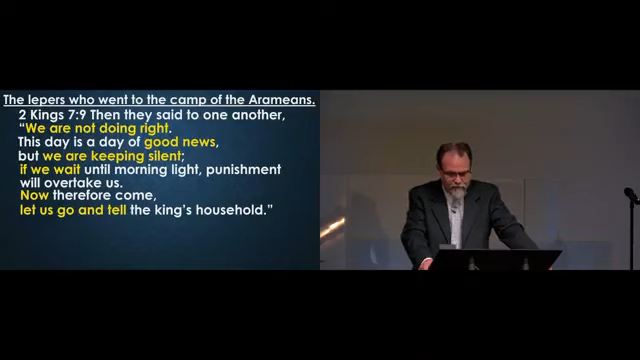 The lepers who went to the camp of the Arameans.
2 Kings 7:9 Then they said to one another,
“We are not doing right.
This day is a day of good news,
but we are keeping silent;
if we wait until morning light, punishment
will overtake us.
Now therefore come,
let us go and tell the king’s household.”